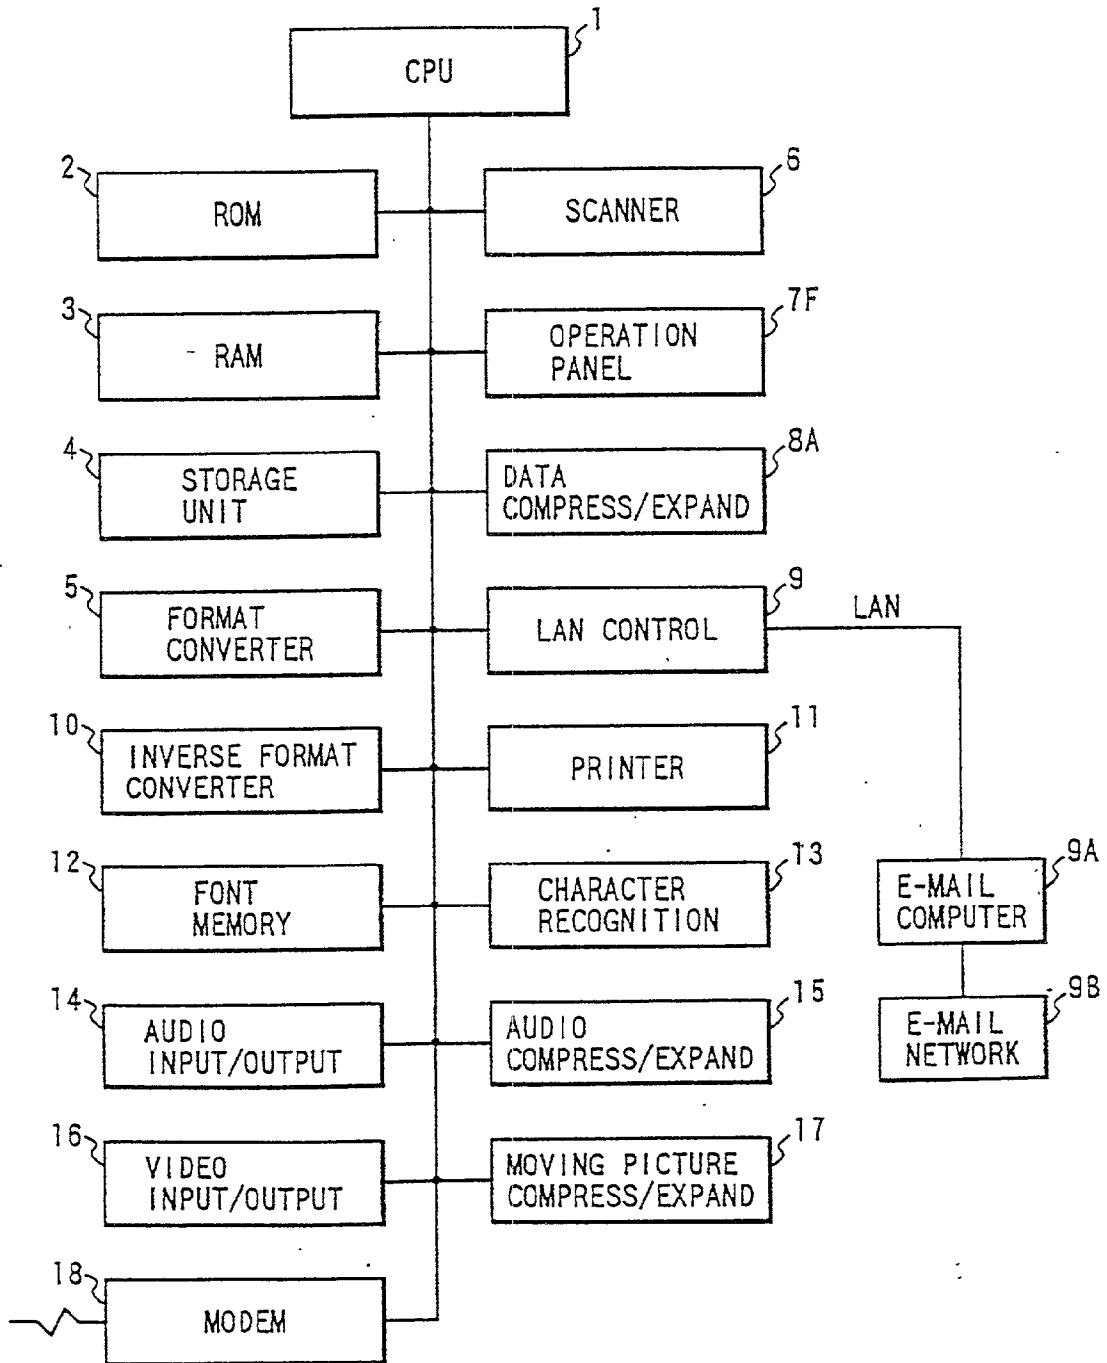 1
CPU
2
ROM
6
SCANNER
3
RAM
7F
OPERATION
PANEL
4
STORAGE
UNIT
8A
DATA
COMPRESS/EXPAND
5
FORMAT
CONVERTER
9
LAN CONTROL
LAN
10
INVERSE FORMAT
CONVERTER
11
PRINTER
12
FONT
MEMORY
13
CHARACTER
RECOGNITION
9A
E-MAIL
COMPUTER
14
AUDIO
INPUT/OUTPUT
15
AUDIO
COMPRESS/EXPAND
9B
E-MAIL
NETWORK
16
VIDEO
INPUT/OUTPUT
17
MOVING PICTURE
COMPRESS/EXPAND
18
MODEM